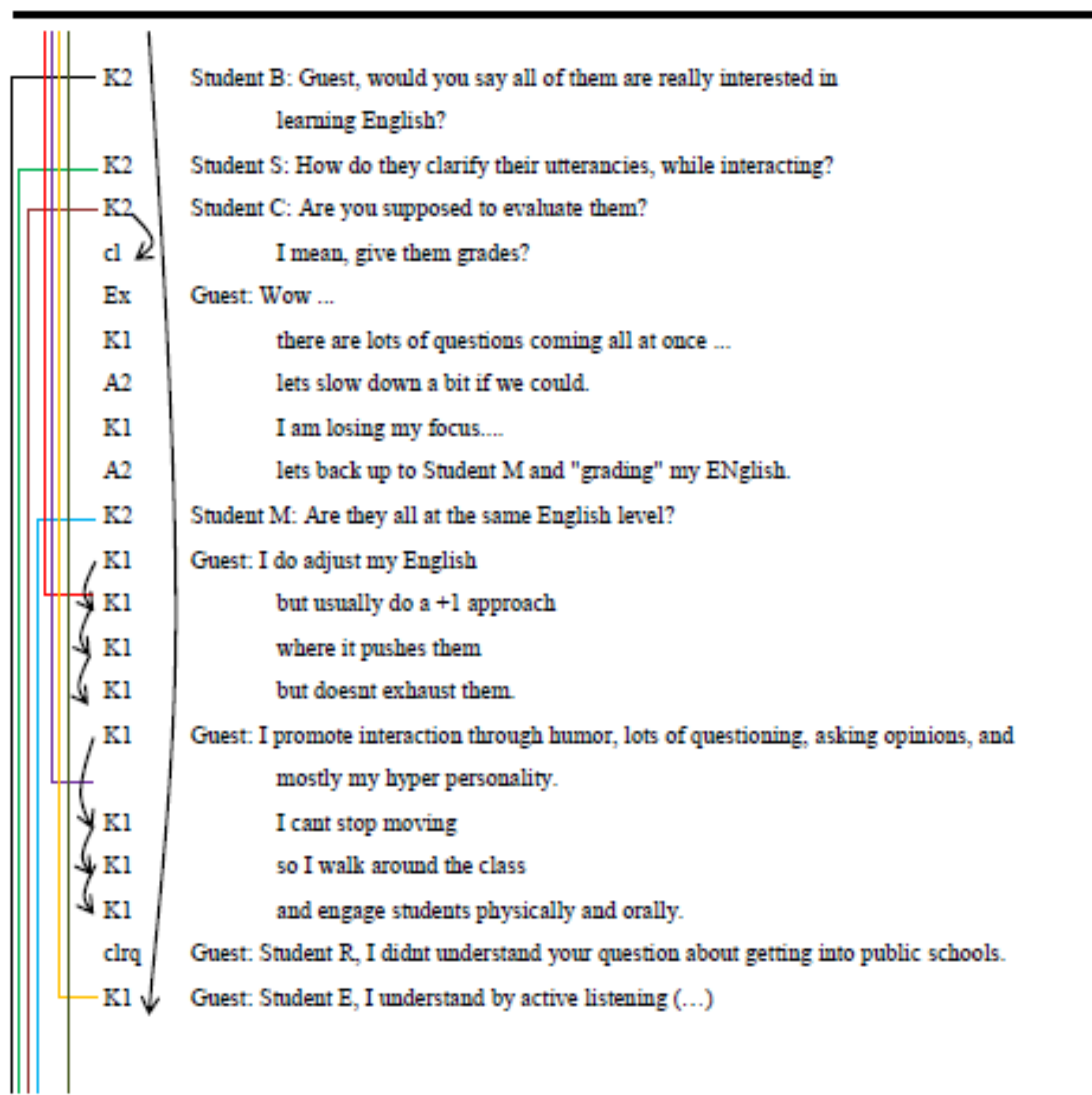 K2 Student B: Guest, would you say all of them are really interested in
learning English?
K2 Student S: How do they clarify their utterancies, while interacting?
K2 Student C: Are you supposed to evaluate them?
cl I mean, give them grades?
Ex Guest: Wow ...
K1 there are lots of questions coming all at once ...
A2 lets slow down a bit if we could.
K1 I am losing my focus....
A2 lets back up to Student M and "grading" my ENglish.
K2 Student M: Are they all at the same English level?
K1 Guest: I do adjust my English
K1 but usually do a +1 approach
K1 where it pushes them
K1 but doesnt exhaust them.
K1 Guest: I promote interaction through humor, lots of questioning, asking opinions, and
mostly my hyper personality.
K1 I cant stop moving
K1 so I walk around the class
K1 and engage students physically and orally.
clrq Guest: Student R, I didnt understand your question about getting into public schools.
K1 Guest: Student E, I understand by active listening (…)